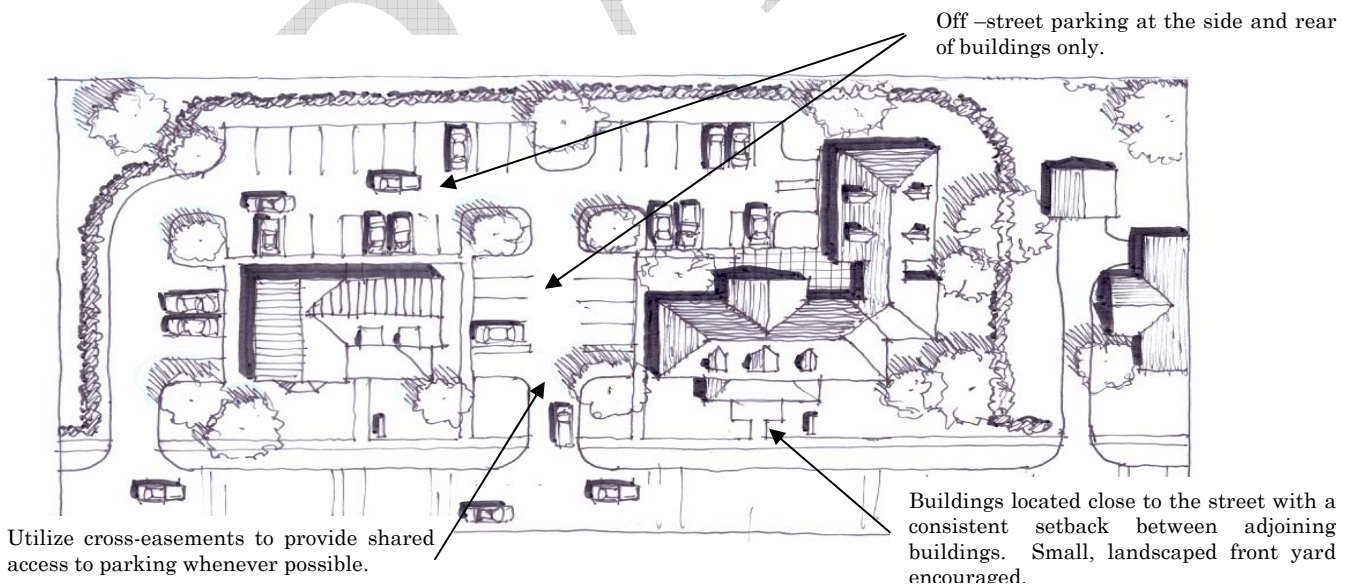 Off –street parking at the side and rear
of buildings only.
Utilize cross-easements to provide shared
access to parking whenever possible.
Buildings located close to the street with a
consistent setback between adjoining
buildings. Small, landscaped front yard
encouraged.